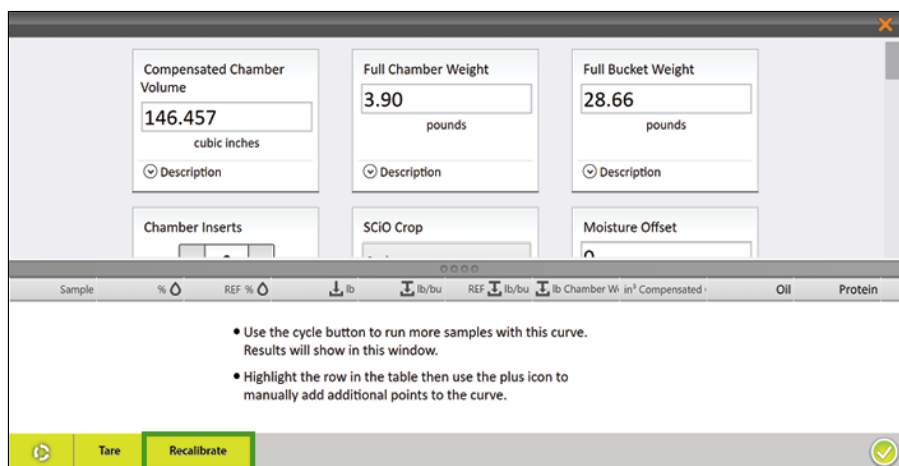 Compensated Chamber
Volume
146.457
cubic inches
Description
Full Chamber Weight
3.90
pounds
Description
Full Bucket Weight
28.66
pounds
Description
Chamber Inserts
SCiO Crop
Moisture Offset
Sample % REF % lb lb/bu REF lb/bu lb Chamber in³ Compensated Oil Protein
• Use the cycle button to run more samples with this curve.
Results will show in this window.
• Highlight the row in the table then use the plus icon to
manually add additional points to the curve.
Tare Recalibrate